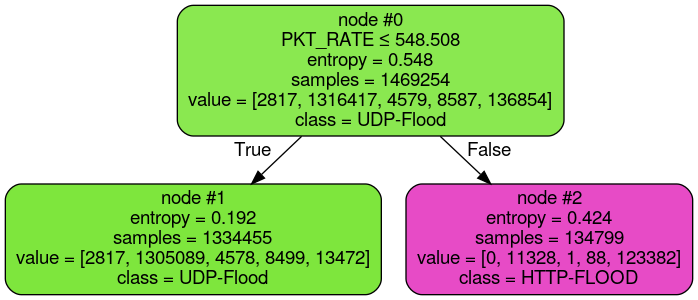 node #0
PKT_RATE ≤ 548.508
entropy = 0.548
samples = 1469254
value = [2817, 1316417, 4579, 8587, 136854]
class = UDP-Flood
True
False
node #1
entropy = 0.192
samples = 1334455
value = [2817, 1305089, 4578, 8499, 13472]
class = UDP-Flood
node #2
entropy = 0.424
samples = 134799
value = [0, 11328, 1, 88, 123382]
class = HTTP-FLOOD